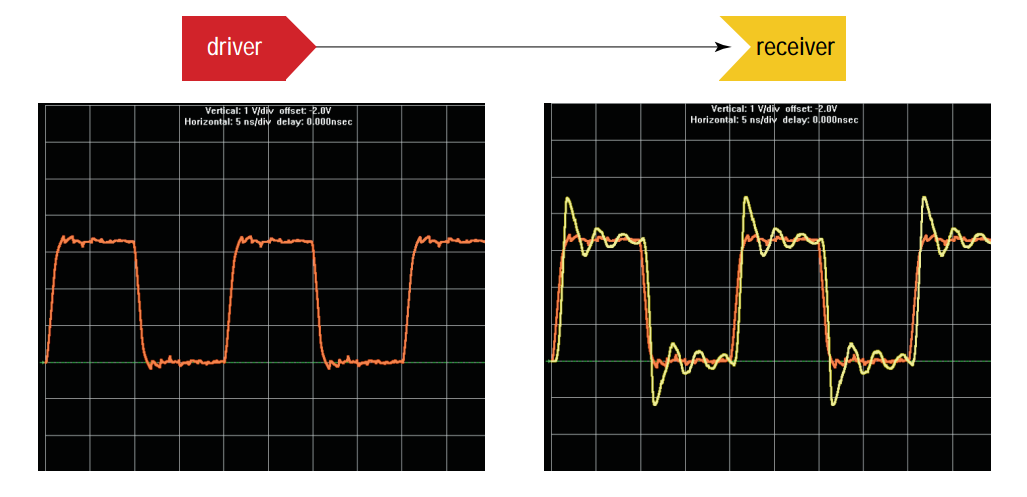 driver
receiver
Vertical: 1 V/div offset: -2.0V
Horizontal: 5 ns/div delay: 0.000nsec
Vertical: 1 V/div offset: -2.0V
Horizontal: 5 ns/div delay: 0.000nsec